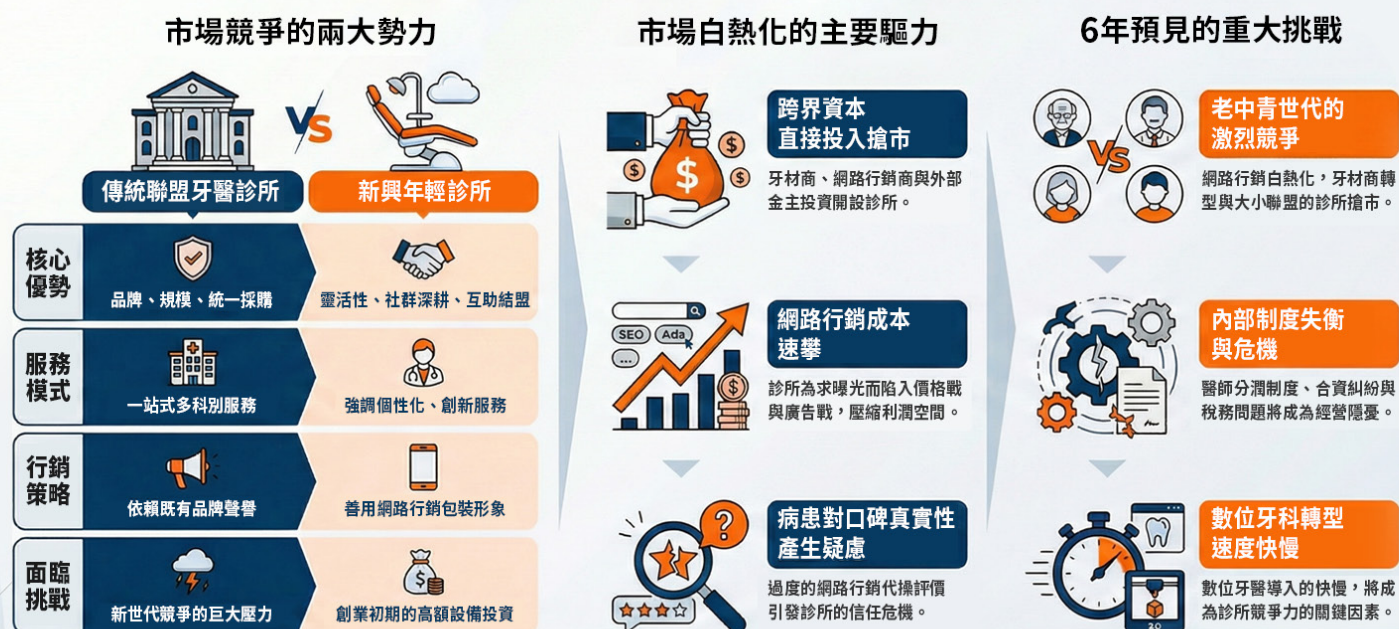 市場競爭的兩大勢力
VS
傳統聯盟牙醫診所
新興年輕診所
核心
優勢
品牌、規模、統一採購
靈活性、社群深耕、互助結盟
服務
模式
一站式多科別服務
強調個性化、創新服務
行銷
策略
依賴既有品牌聲譽
善用網路行銷包裝形象
面臨
挑戰
新世代競爭的巨大壓力
$
創業初期的高額設備投資
市場白熱化的主要驅力
$
$
$
$
跨界資本
直接投入搶市
牙材商、網路行銷商與外部
金主投資開設診所。
SEO
Ada
...
$
網路行銷成本
速攀
診所為求曝光而陷入價格戰
與廣告戰，壓縮利潤空間。
?
病患對口碑真實性
產生疑慮
過度的網路行銷代操評價
引發診所的信任危機。
6年預見的重大挑戰
VS
老中青世代的
激烈競爭
網路行銷白熱化，牙材商轉
型與大小聯盟的診所搶市。
內部制度失衡
與危機
醫師分潤制度、合資糾紛與
稅務問題將成為經營隱憂。
數位牙科轉型
速度快慢
數位牙醫導入的快慢，將成
為診所競爭力的關鍵因素。